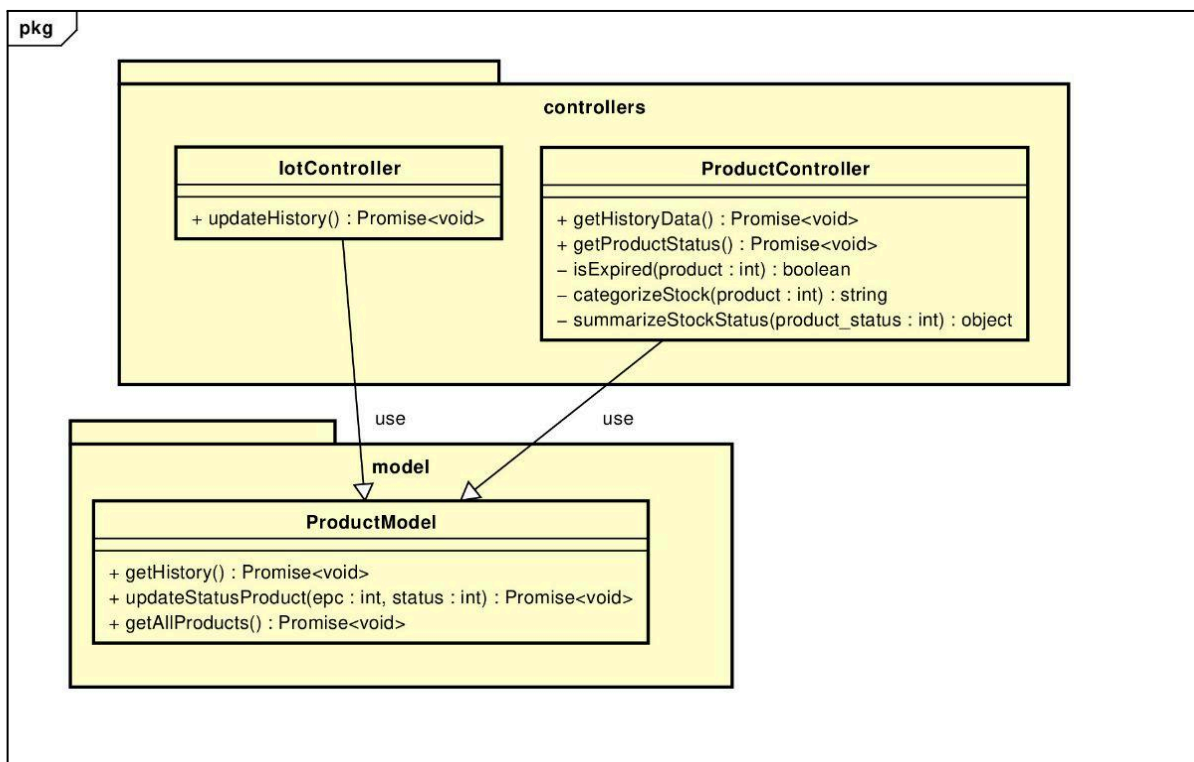 pkg
controllers
IotController
+ updateHistory() : Promise<void>
ProductController
+ getHistoryData() : Promise<void>
+ getProductStatus() : Promise<void>
− isExpired(product : int) : boolean
− categorizeStock(product : int) : string
− summarizeStockStatus(product_status : int) : object
use
use
model
ProductModel
+ getHistory() : Promise<void>
+ updateStatusProduct(epc : int, status : int) : Promise<void>
+ getAllProducts() : Promise<void>